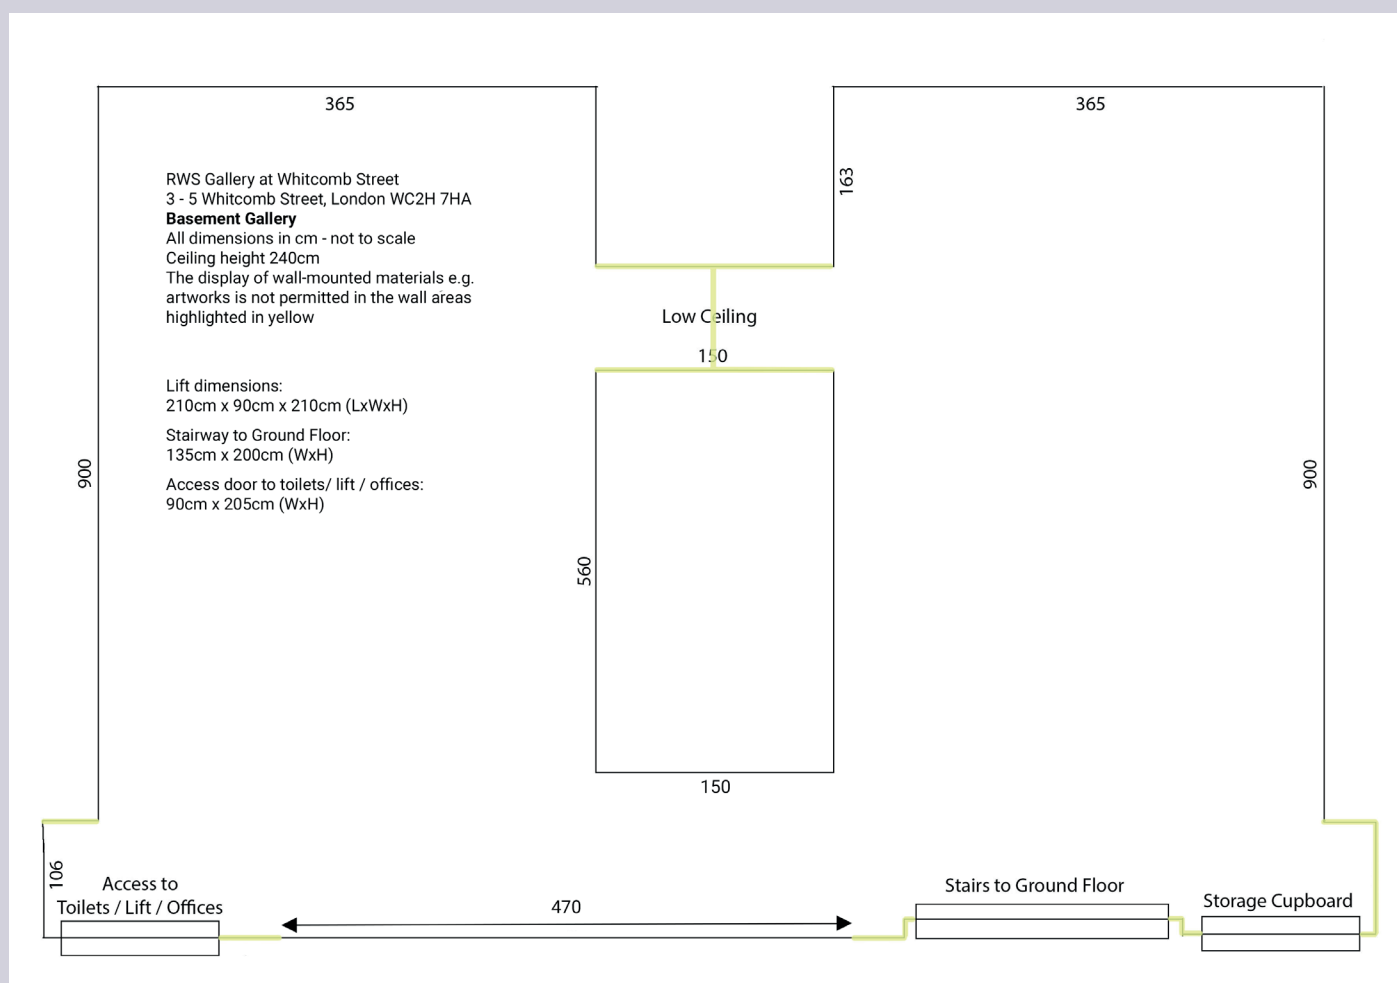 365
365
163
RWS Gallery at Whitcomb Street
3 - 5 Whitcomb Street, London WC2H 7HA
Basement Gallery
All dimensions in cm - not to scale
Ceiling height 240cm
The display of wall-mounted materials e.g.
artworks is not permitted in the wall areas
highlighted in yellow
Low Ceiling
150
Lift dimensions:
210cm x 90cm x 210cm (LxWxH)
Stairway to Ground Floor:
135cm x 200cm (WxH)
Access door to toilets/ lift / offices:
90cm x 205cm (WxH)
900
900
560
150
106
Access to
Toilets / Lift / Offices
470
Stairs to Ground Floor
Storage Cupboard